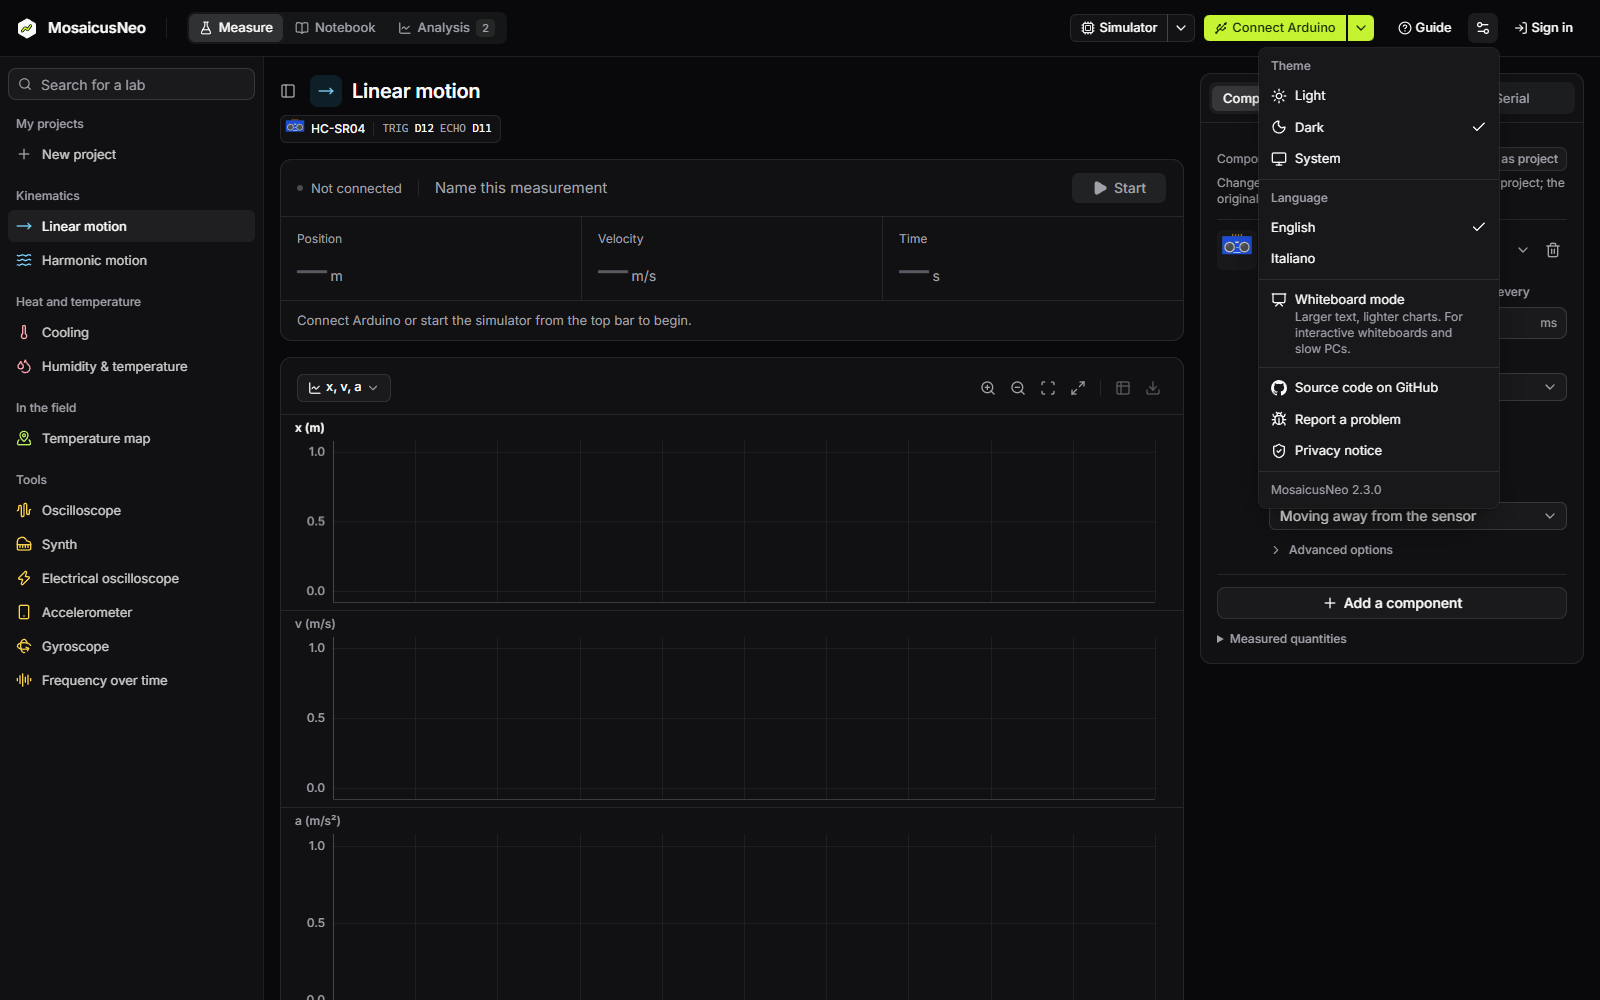 MosaicusNeo
Measure
Notebook
Analysis 2
Simulator
Connect Arduino
Guide
Sign in
Search for a lab
My projects
New project
Kinematics
Linear motion
Harmonic motion
Heat and temperature
Cooling
Humidity & temperature
In the field
Temperature map
Tools
Oscilloscope
Synth
Electrical oscilloscope
Accelerometer
Gyroscope
Frequency over time
Linear motion
HC-SR04 TRIG D12 ECHO D11
Not connected
Name this measurement
Start
Position
m
Velocity
m/s
Time
s
Connect Arduino or start the simulator from the top bar to begin.
x, v, a
x (m)
1.0
0.5
0.0
v (m/s)
1.0
0.5
0.0
a (m/s²)
1.0
0.5
0.0
Theme
Light
Dark
System
Language
English
Italiano
Whiteboard mode
Larger text, lighter charts. For
interactive whiteboards and
slow PCs.
Source code on GitHub
Report a problem
Privacy notice
MosaicusNeo 2.3.0
Comp
Serial
Compo
as project
Change
project; the
original
every
ms
Moving away from the sensor
Advanced options
Add a component
Measured quantities